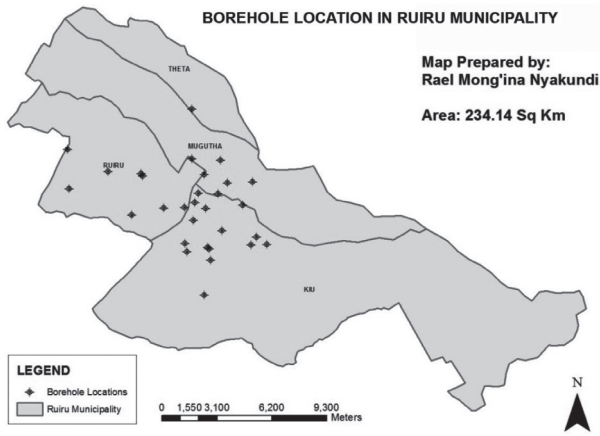 BOREHOLE LOCATION IN RUIRU MUNICIPALITY
Map Prepared by:
Rael Mong'ina Nyakundi
Area: 234.14 Sq Km
THETA
MUGUTHA
RUIRU
KIU
LEGEND
Borehole Locations
Ruiru Municipality
0 1,550 3,100 6,200 9,300
Meters
N